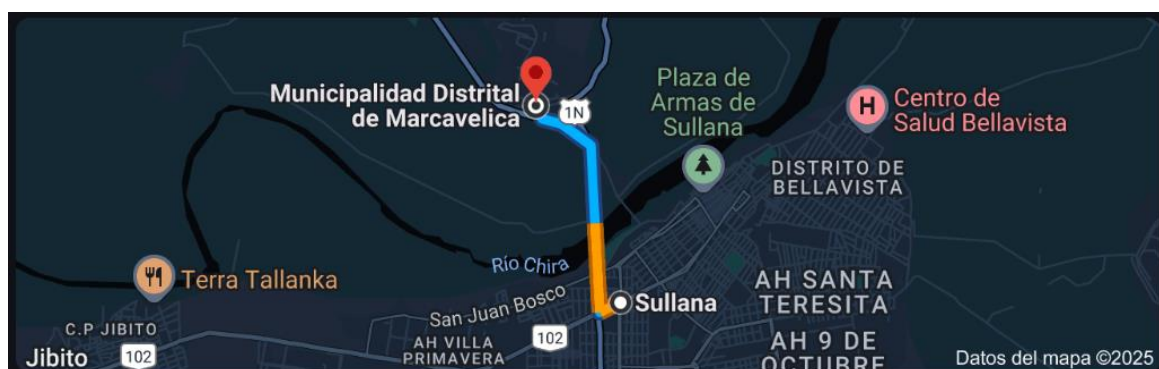 Municipalidad Distrital
de Marcavelica
1N
Plaza de
Armas de
Sullana
H
Centro de
Salud Bellavista
DISTRITO DE
BELLAVISTA
Río Chira
Terra Tallanka
San Juan Bosco
Sullana
AH SANTA
TERESITA
C.P JIBITO
Jibito
102
AH VILLA
PRIMAVERA
102
AH 9 DE
OCTUBRE
Datos del mapa ©2025